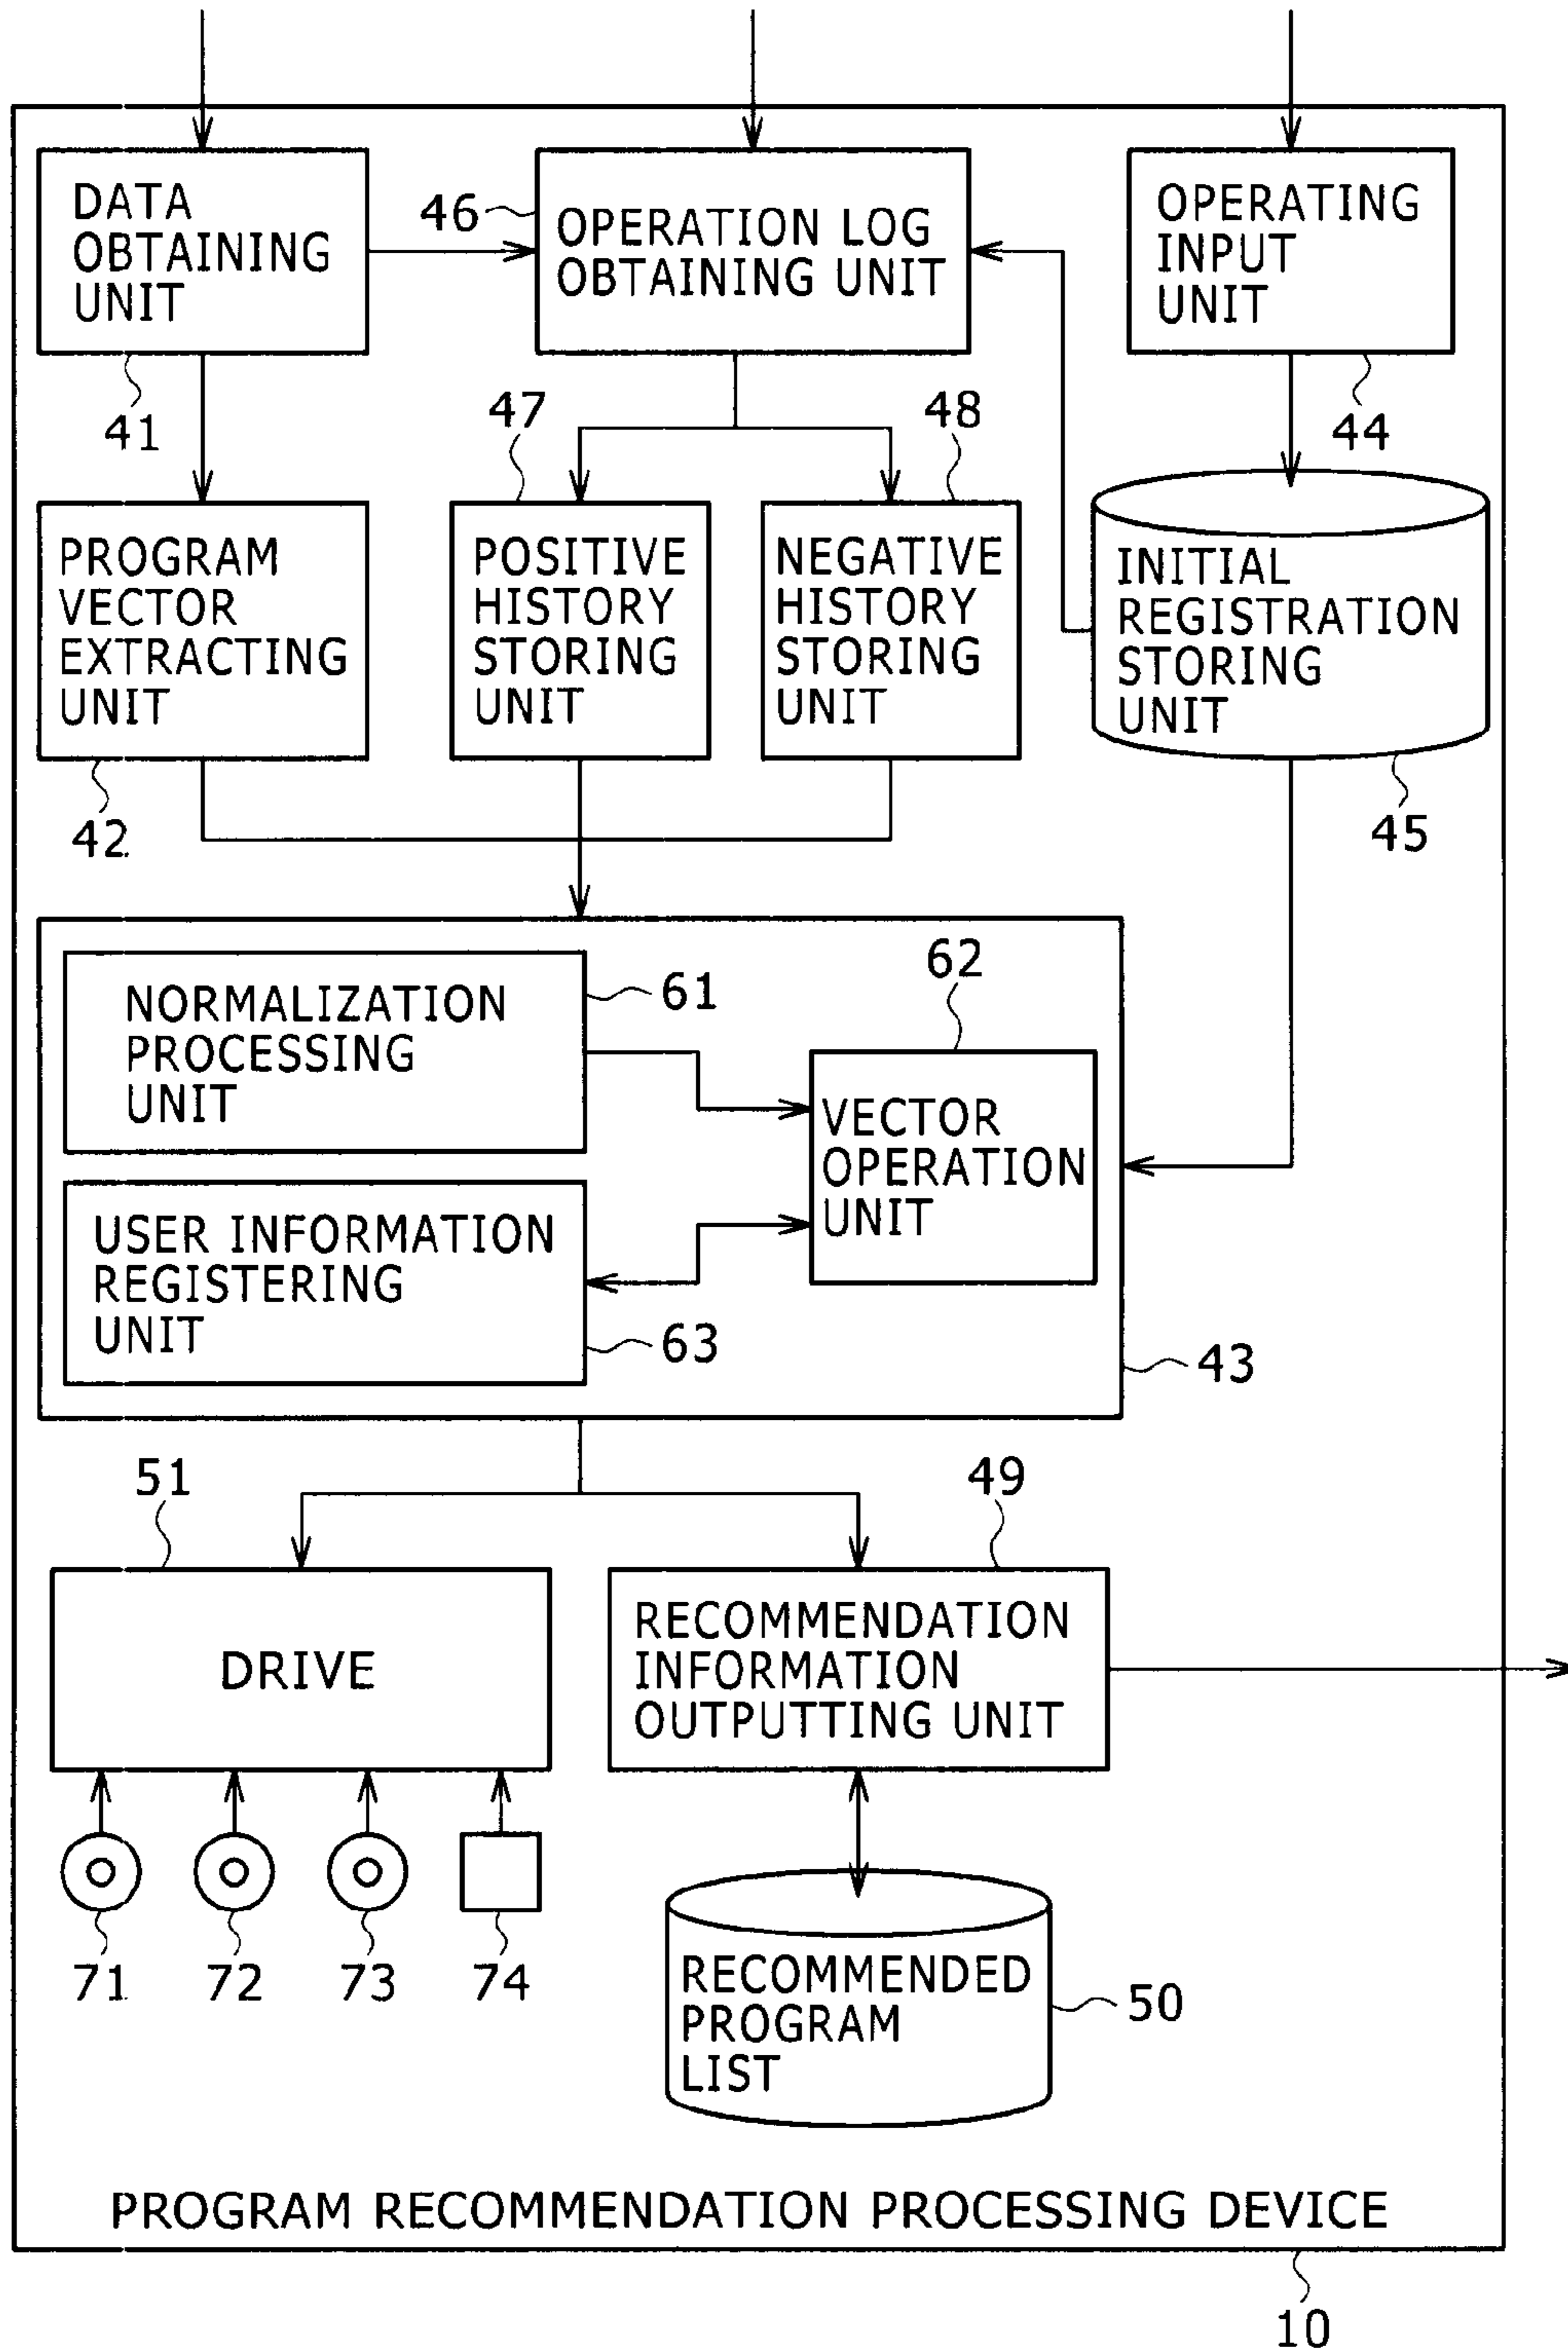 DATA
OBTAINING
UNIT
41
46
OPERATION LOG
OBTAINING UNIT
OPERATING
INPUT
UNIT
44
47
48
PROGRAM
VECTOR
EXTRACTING
UNIT
42
POSITIVE
HISTORY
STORING
UNIT
NEGATIVE
HISTORY
STORING
UNIT
INITIAL
REGISTRATION
STORING
UNIT
45
NORMALIZATION
PROCESSING
UNIT
61
62
VECTOR
OPERATION
UNIT
USER INFORMATION
REGISTERING
UNIT
63
43
51
49
DRIVE
RECOMMENDATION
INFORMATION
OUTPUTTING UNIT
71
72
73
74
RECOMMENDED
PROGRAM
LIST
50
PROGRAM RECOMMENDATION PROCESSING DEVICE
10